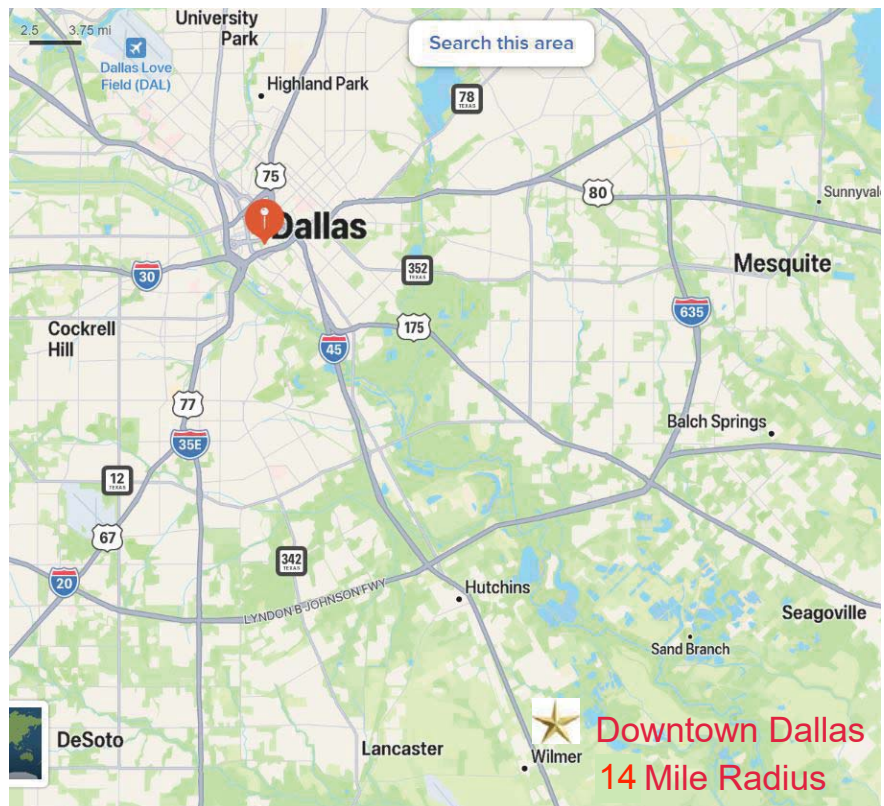 University
Park
2.5 3.75 mi
Dallas Love
Field (DAL)
Search this area
Highland Park
78
TEXAS
75
80
Sunnyvale
Dallas
352
TEXAS
Mesquite
30
635
Cockrell
Hill
175
45
77
Balch Springs
35E
12
TEXAS
67
342
TEXAS
20
Hutchins
LYNDON B JOHNSON FWY
Seagoville
Sand Branch
DeSoto
Lancaster
Wilmer
Downtown Dallas
14 Mile Radius